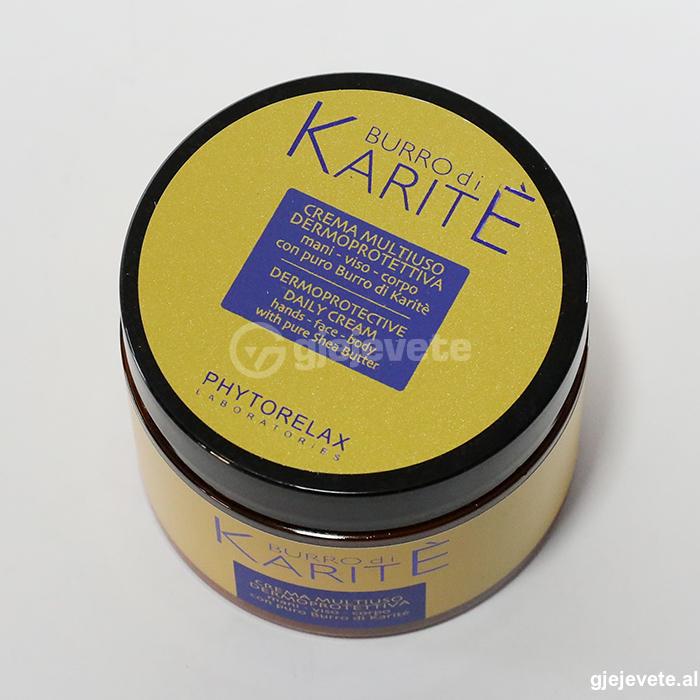 BURRO di
KARITÈ
CREMA MULTIUSO
DERMOPROTETTIVA
mani - viso - corpo
con puro Burro di Karitè
DERMOPROTECTIVE
DAILY CREAM
hands - face - body
with pure Shea Butter
gjejevete
PHYTORELAX
LABORATORIES
BURRO di
KARITÈ
CREMA MULTIUSO
DERMOPROTETTIVA
mani - viso - corpo
con puro Burro di Karitè
gjejevete.al